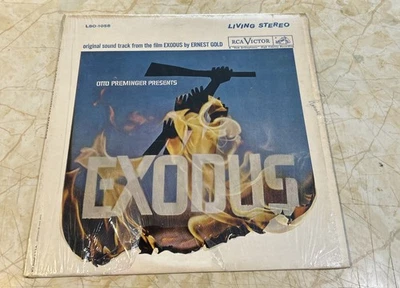 LSO-1058
LIVING STEREO
original sound track from the film EXODUS by ERNEST GOLD
RCA VICTOR
OTTO PREMINGER PRESENTS
EXODUS